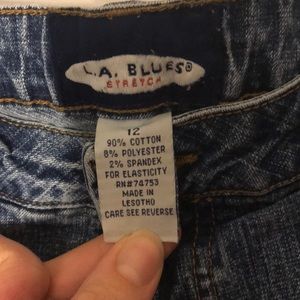 L.A. BLUES®
STRETCH
12
90% COTTON
8% POLYESTER
2% SPANDEX
FOR ELASTICITY
RN#74753
MADE IN
LESOTHO
CARE SEE REVERSE